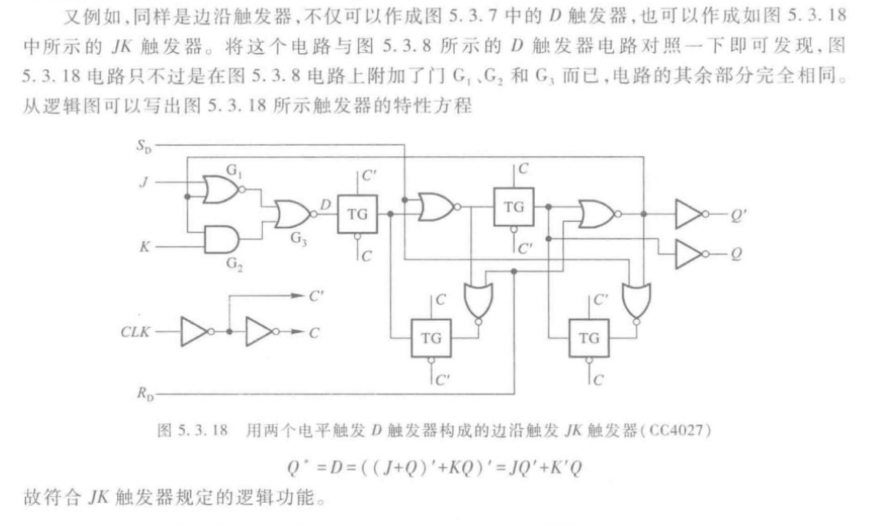 又例如,同样是边沿触发器,不仅可以作成图 5.3.7 中的 D 触发器,也可以作成如图 5.3.18
中所示的 JK 触发器。将这个电路与图 5.3.8 所示的 D 触发器电路对照一下即可发现,图
5.3.18 电路只不过是在图 5.3.8 电路上附加了门 G₁、G₂ 和 G₃ 而已,电路的其余部分完全相同。
从逻辑图可以写出图 5.3.18 所示触发器的特性方程
S_D
J
G₁
K
G₂
G₃
D
C'
TG
C
C
TG
C'
Q'
Q
CLK
C'
C
C
TG
C'
C'
TG
C
R_D
图 5.3.18 用两个电平触发 D 触发器构成的边沿触发 JK 触发器(CC4027)
Q* =D=((J+Q)'+KQ)'=JQ'+K'Q
故符合 JK 触发器规定的逻辑功能。